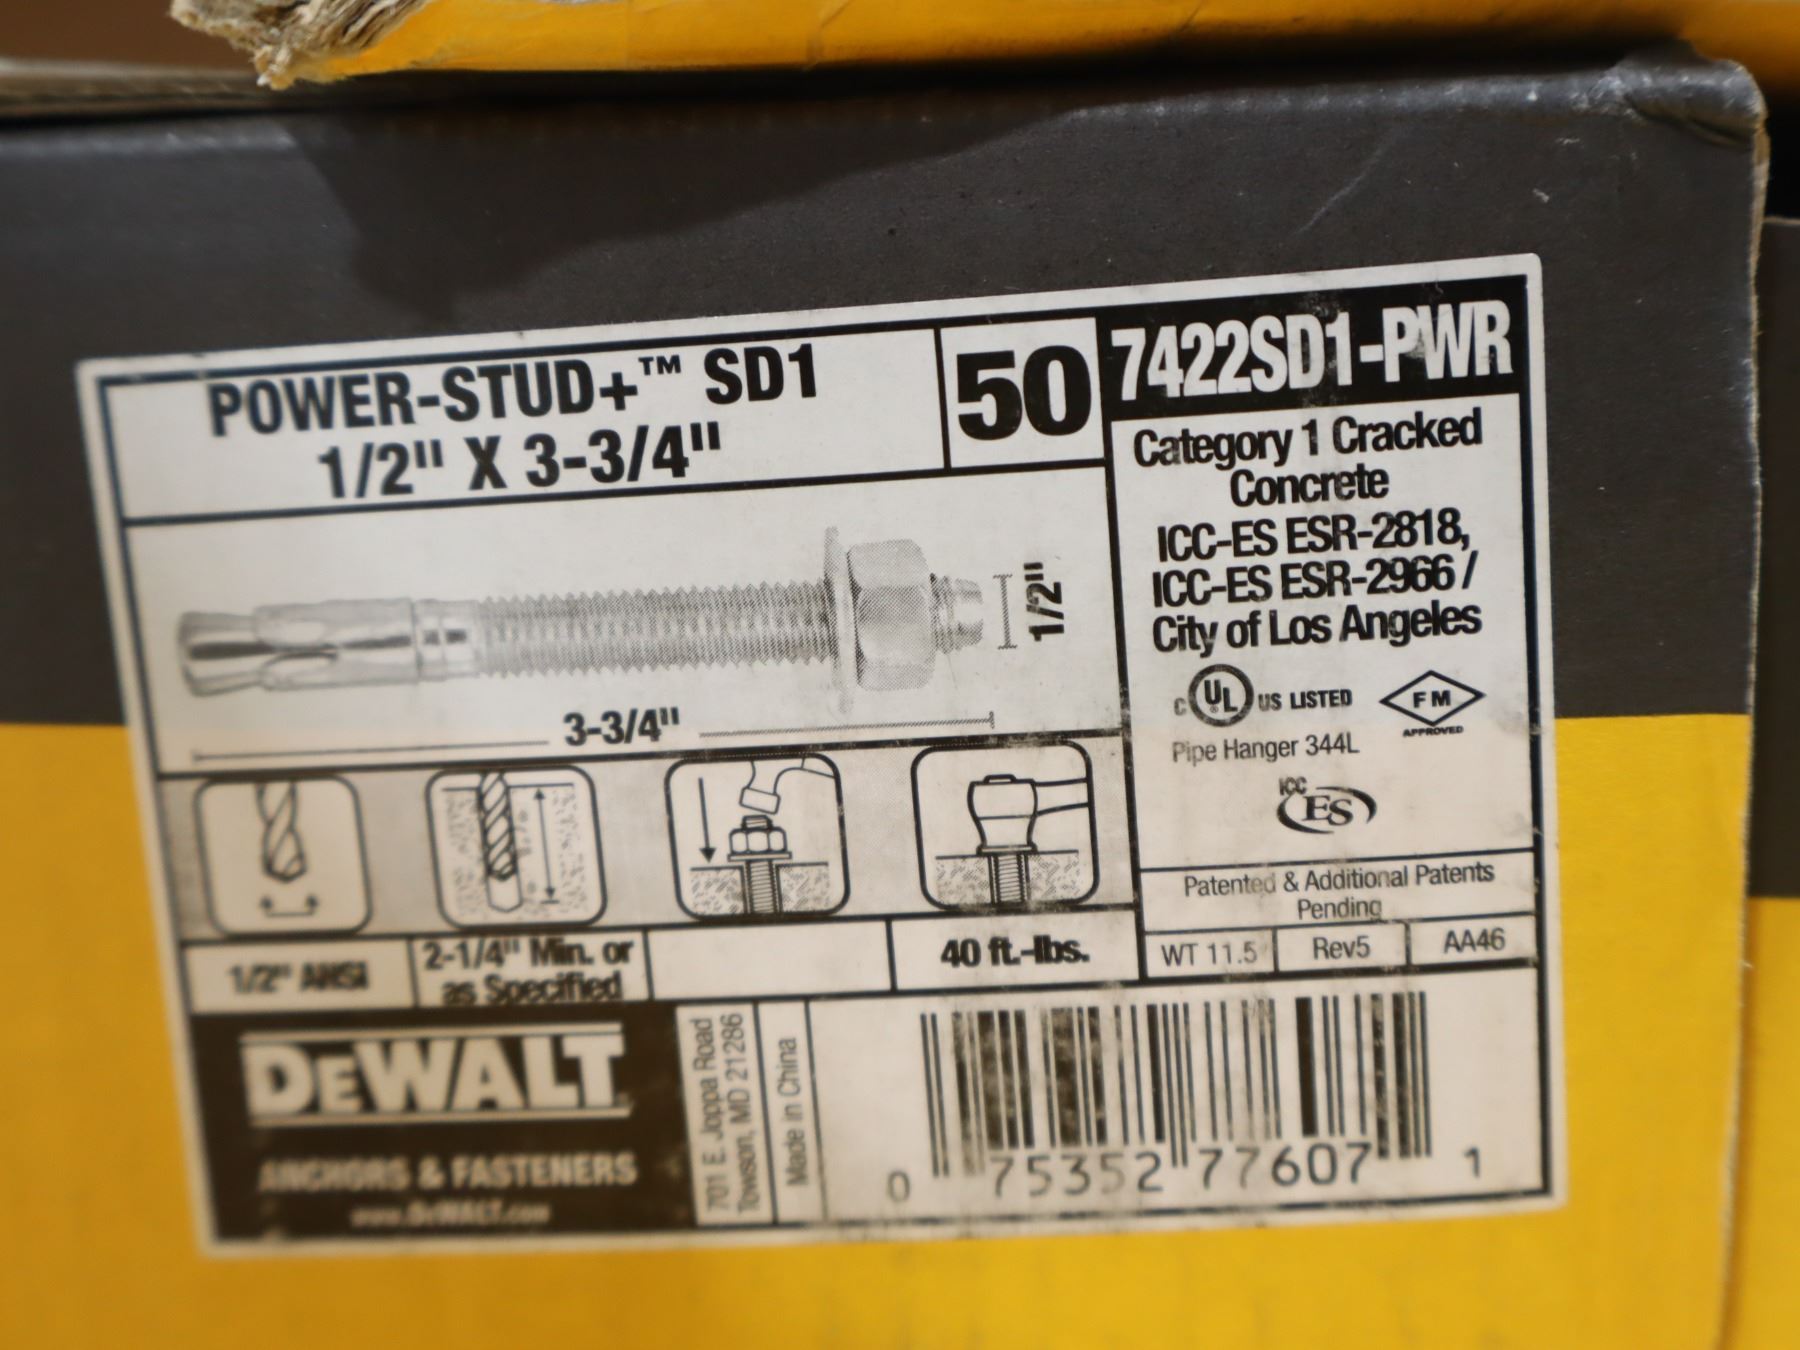 POWER-STUD+™ SD1
1/2" X 3-3/4"
50
7422SD1-PWR
Category 1 Cracked
Concrete
ICC-ES ESR-2818,
ICC-ES ESR-2966 /
City of Los Angeles
C UL US LISTED
FM
APPROVED
Pipe Hanger 344L
ICC
ES
1/2"
3-3/4"
Patented & Additional Patents
Pending
WT 11.5
Rev5
AA46
1/2" ANSI
2-1/4" Min. or
as Specified
40 ft.-lbs.
DEWALT
ANCHORS & FASTENERS
www.DeWALT.com
701 E. Joppa Road
Towson, MD 21286
Made in China
0 75352 77607 1